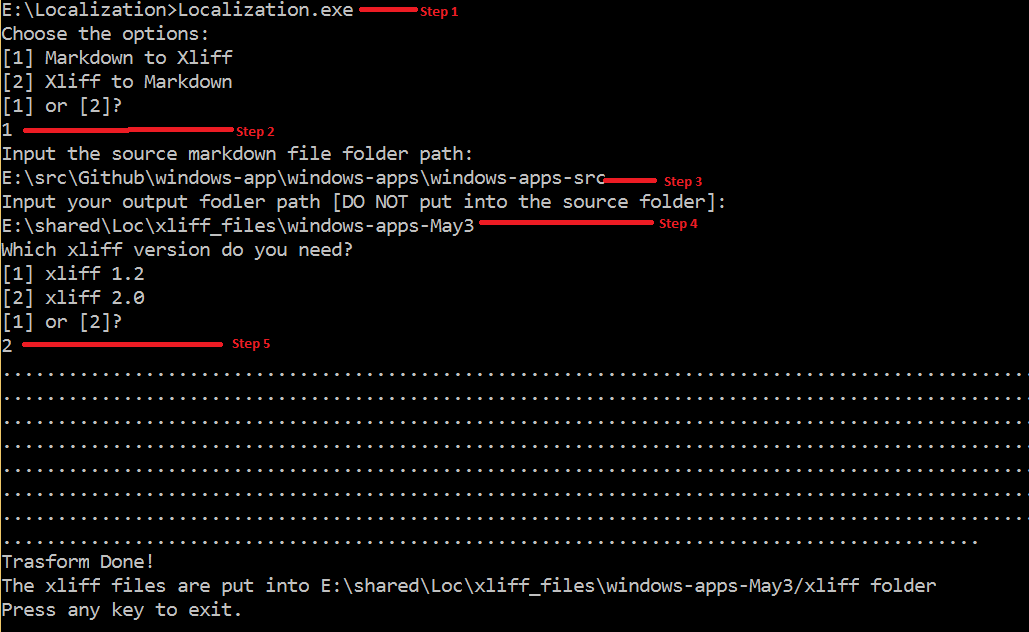 E:\Localization>Localization.exe Step 1
Choose the options:
[1] Markdown to Xliff
[2] Xliff to Markdown
[1] or [2]?
1 Step 2
Input the source markdown file folder path:
E:\src\Github\windows-app\windows-apps\windows-apps-src Step 3
Input your output fodler path [DO NOT put into the source folder]:
E:\shared\Loc\xliff_files\windows-apps-May3 Step 4
Which xliff version do you need?
[1] xliff 1.2
[2] xliff 2.0
[1] or [2]?
2 Step 5
...............................................................................................
...............................................................................................
...............................................................................................
...............................................................................................
...............................................................................................
...............................................................................................
...............................................................................................
...........................................................................................
Trasform Done!
The xliff files are put into E:\shared\Loc\xliff_files\windows-apps-May3/xliff folder
Press any key to exit.